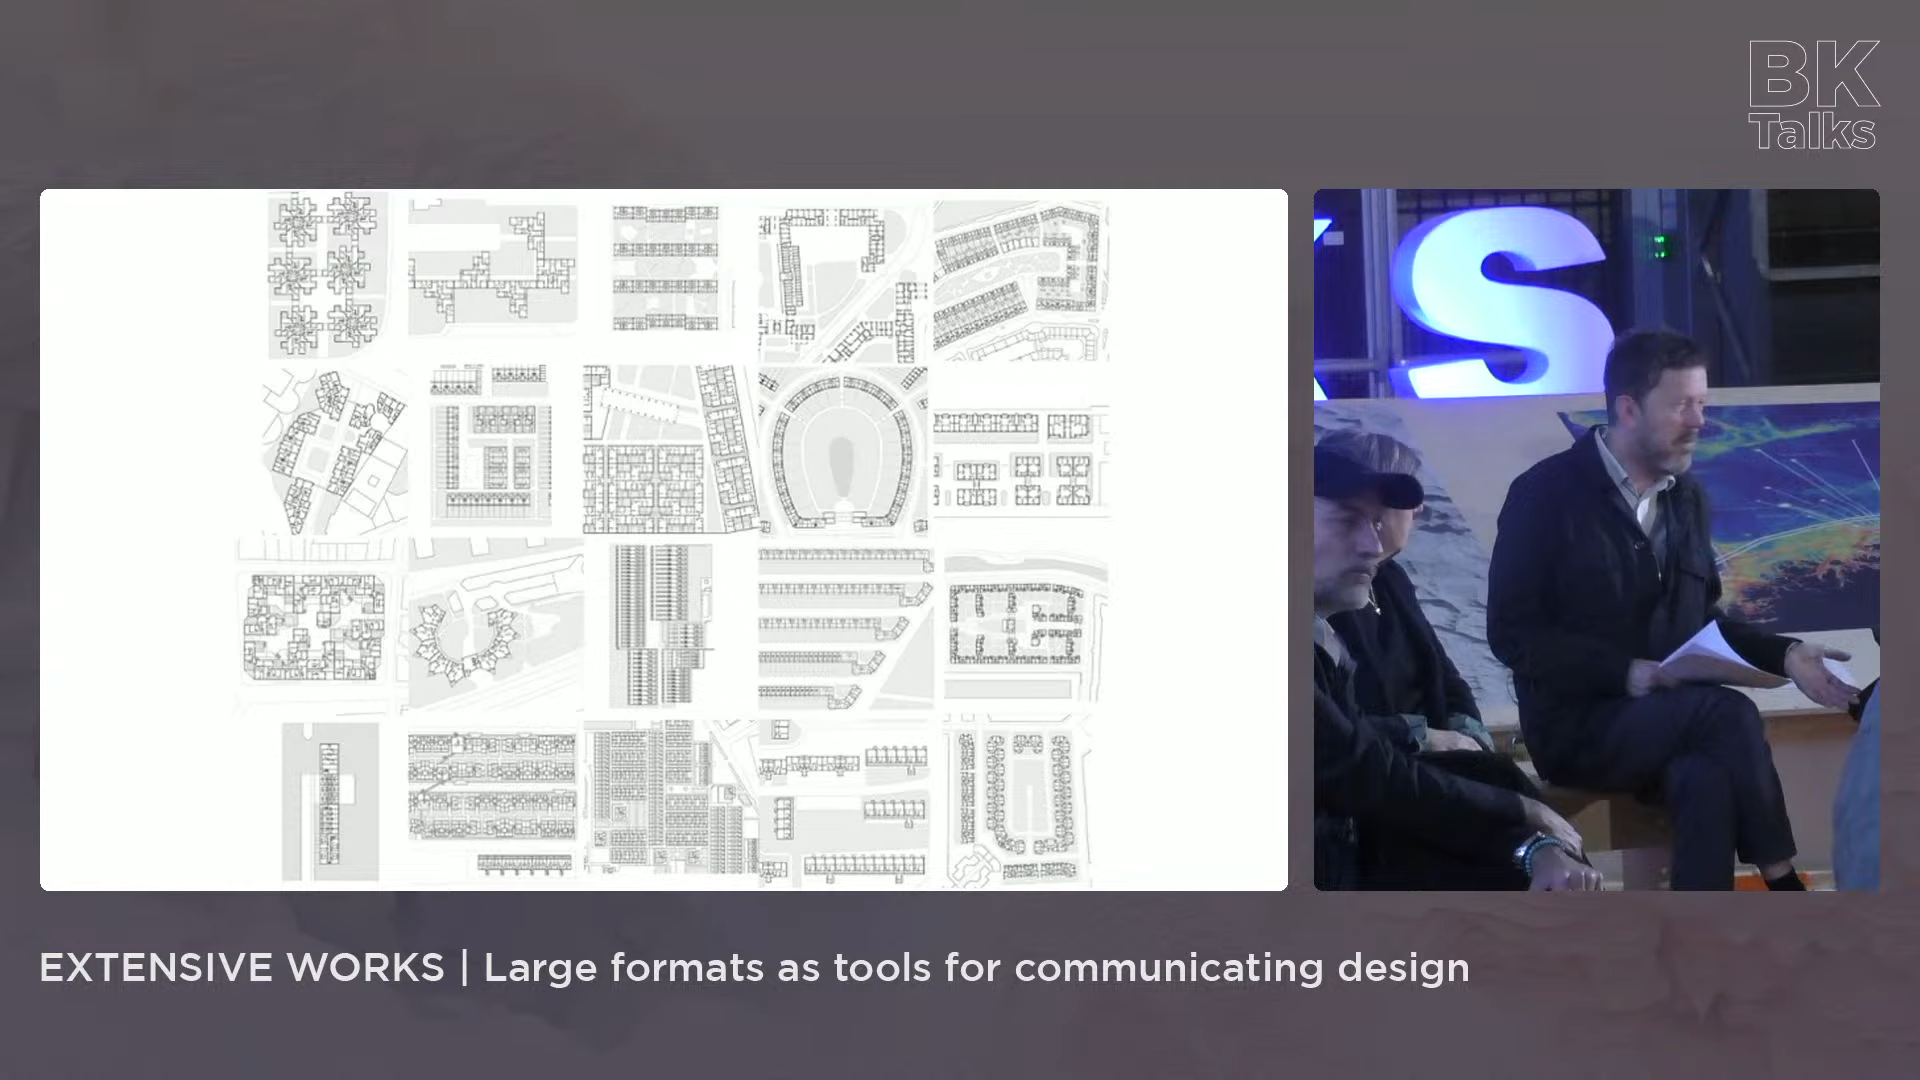 BK
Talks
S
EXTENSIVE WORKS | Large formats as tools for communicating design